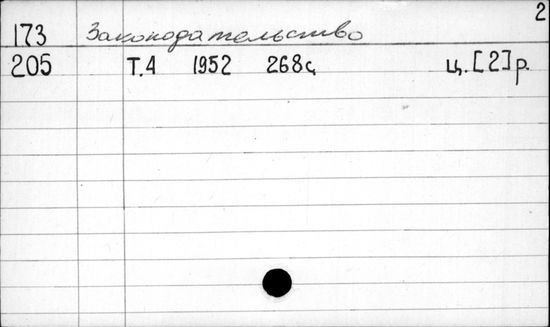 2
173 Законодательство
205 Т.4 1952 268с ц.[2]р.